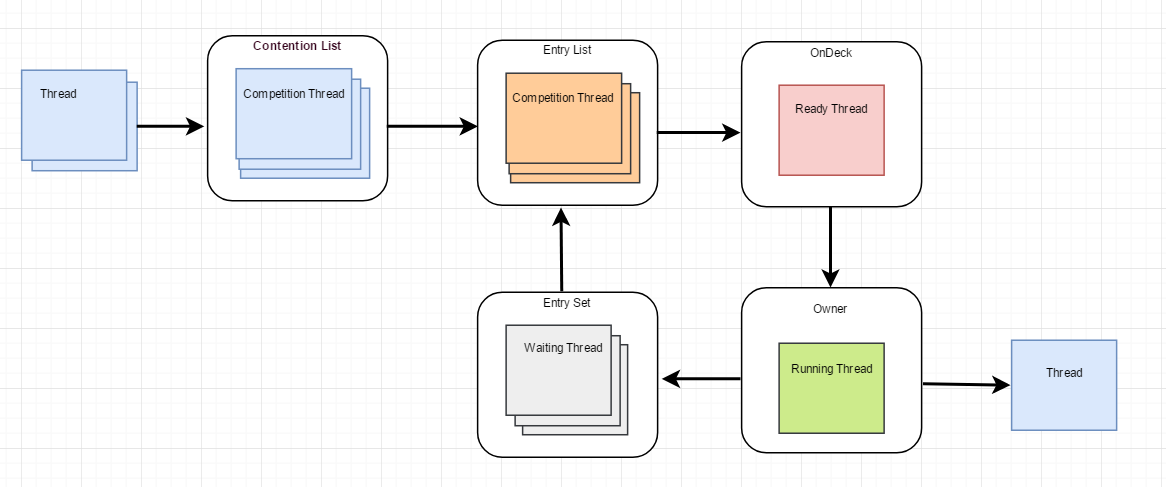 Contention List
Entry List
OnDeck
Thread
Competition Thread
Competition Thread
Ready Thread
Entry Set
Owner
Waiting Thread
Running Thread
Thread